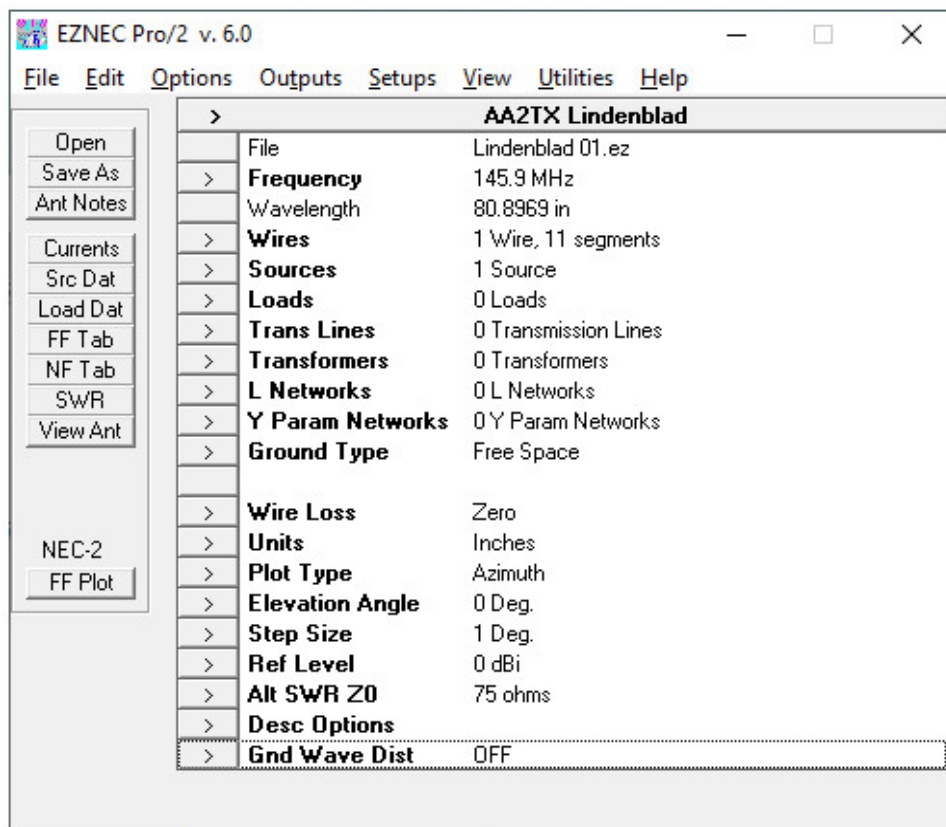 EZNEC Pro/2 v. 6.0
File Edit Options Outputs Setups View Utilities Help
> AA2TX Lindenblad
Open
Save As
Ant Notes
Currents
Src Dat
Load Dat
FF Tab
NF Tab
SWR
View Ant
NEC-2
FF Plot
File Lindenblad 01.ez
> Frequency 145.9 MHz
Wavelength 80.8969 in
> Wires 1 Wire, 11 segments
> Sources 1 Source
> Loads 0 Loads
> Trans Lines 0 Transmission Lines
> Transformers 0 Transformers
> L Networks 0 L Networks
> Y Param Networks 0 Y Param Networks
> Ground Type Free Space
> Wire Loss Zero
> Units Inches
> Plot Type Azimuth
> Elevation Angle 0 Deg.
> Step Size 1 Deg.
> Ref Level 0 dBi
> Alt SWR Z0 75 ohms
> Desc Options
> Gnd Wave Dist OFF